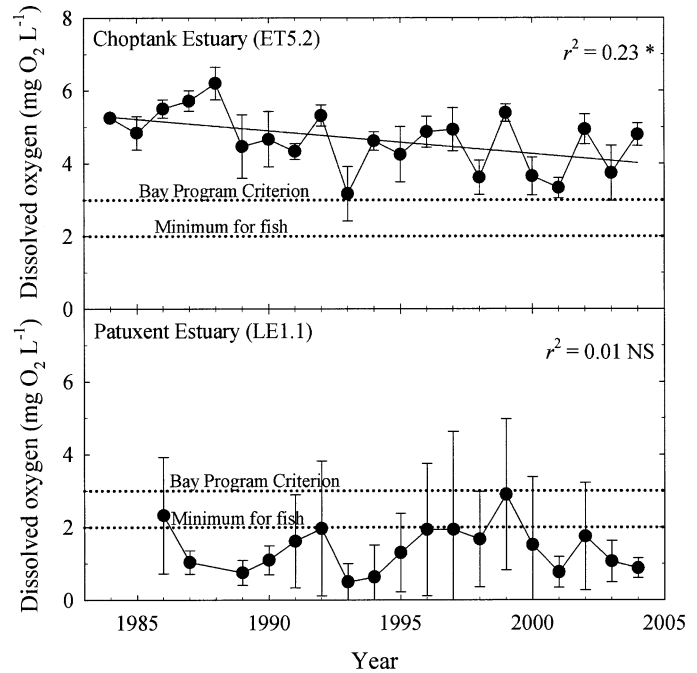 8
Choptank Estuary (ET5.2)
r² = 0.23 *
6
4
Bay Program Criterion
Minimum for fish
2
0
Dissolved oxygen (mg O₂ L⁻¹)
Patuxent Estuary (LE1.1)
r² = 0.01 NS
6
4
Bay Program Criterion
Minimum for fish
2
0
Dissolved oxygen (mg O₂ L⁻¹)
1985 1990 1995 2000 2005
Year